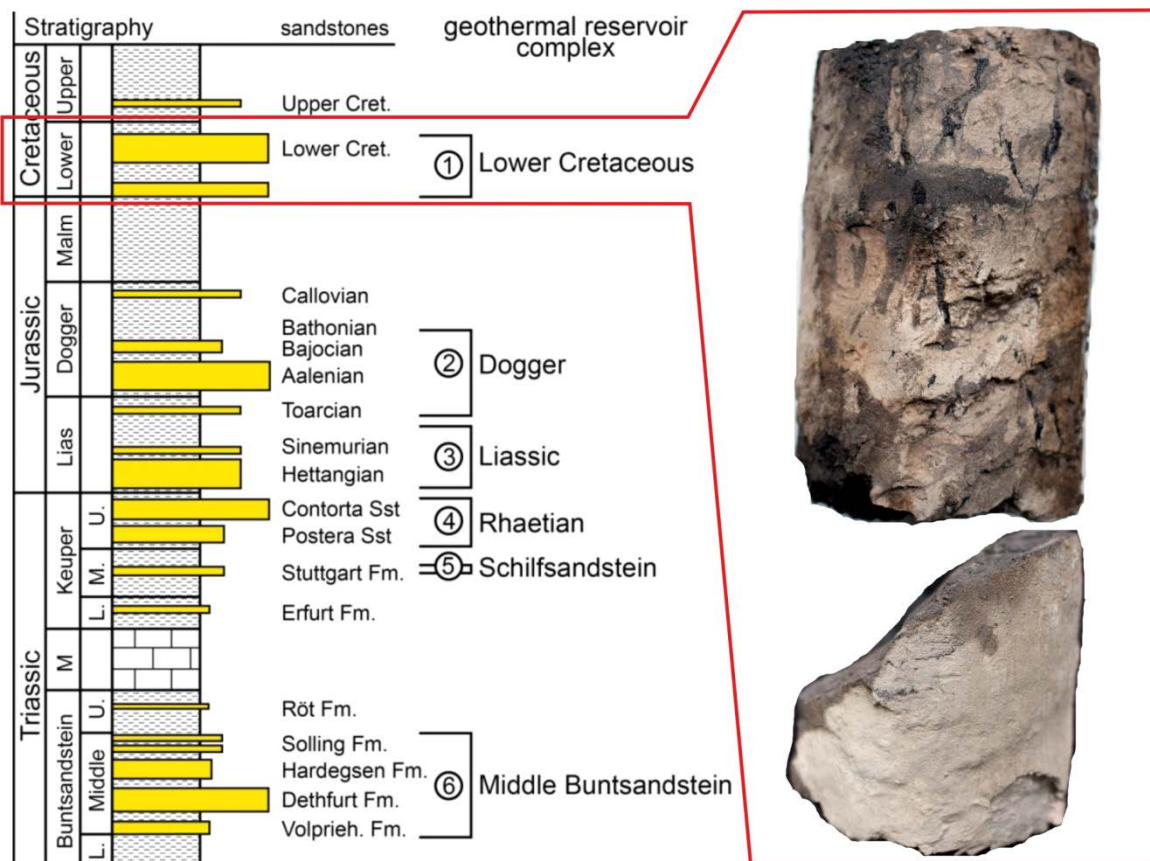 Stratigraphy
sandstones
geothermal reservoir
complex
Cretaceous
Upper
Upper Cret.
Lower
Lower Cret.
1
Lower Cretaceous
Jurassic
Malm
Dogger
Callovian
Bathonian
Bajocian
Aalenian
2
Dogger
Lias
Toarcian
Sinemurian
Hettangian
3
Liassic
Triassic
Keuper
U.
Contorta Sst
Postera Sst
4
Rhaetian
M.
Stuttgart Fm.
5
Schilfsandstein
L.
Erfurt Fm.
M
Buntsandstein
U.
Röt Fm.
Middle
Solling Fm.
Hardegsen Fm.
Dethfurt Fm.
Volprieh. Fm.
6
Middle Buntsandstein
L.